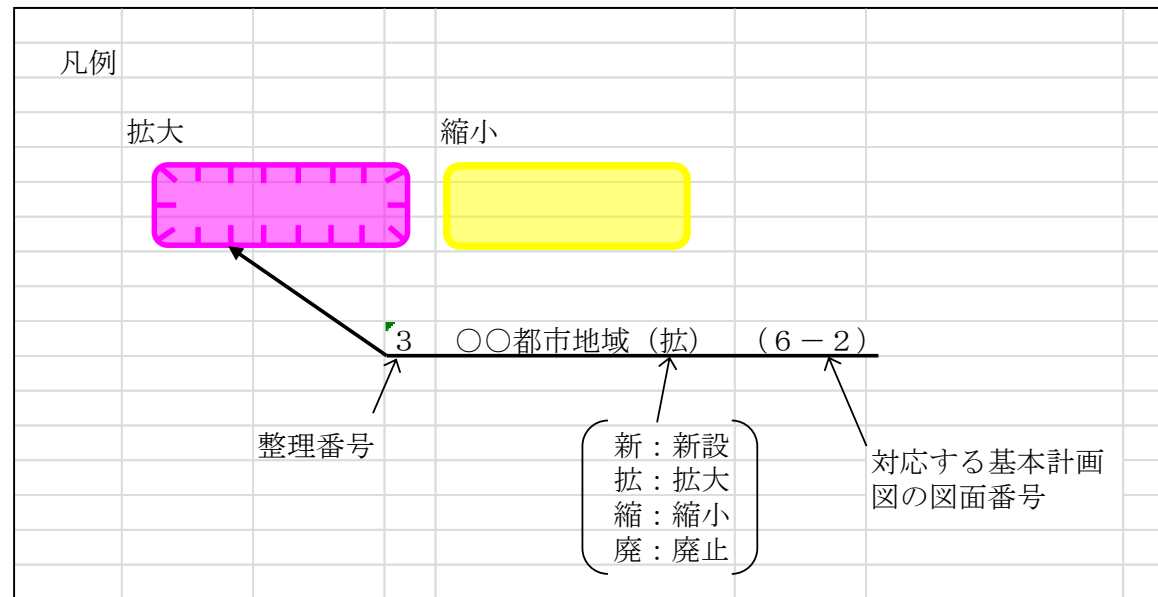 凡例
拡大
縮小
3 ○○都市地域（拡） （6－2）
整理番号
新：新設
拡：拡大
縮：縮小
廃：廃止
対応する基本計画
図の図面番号